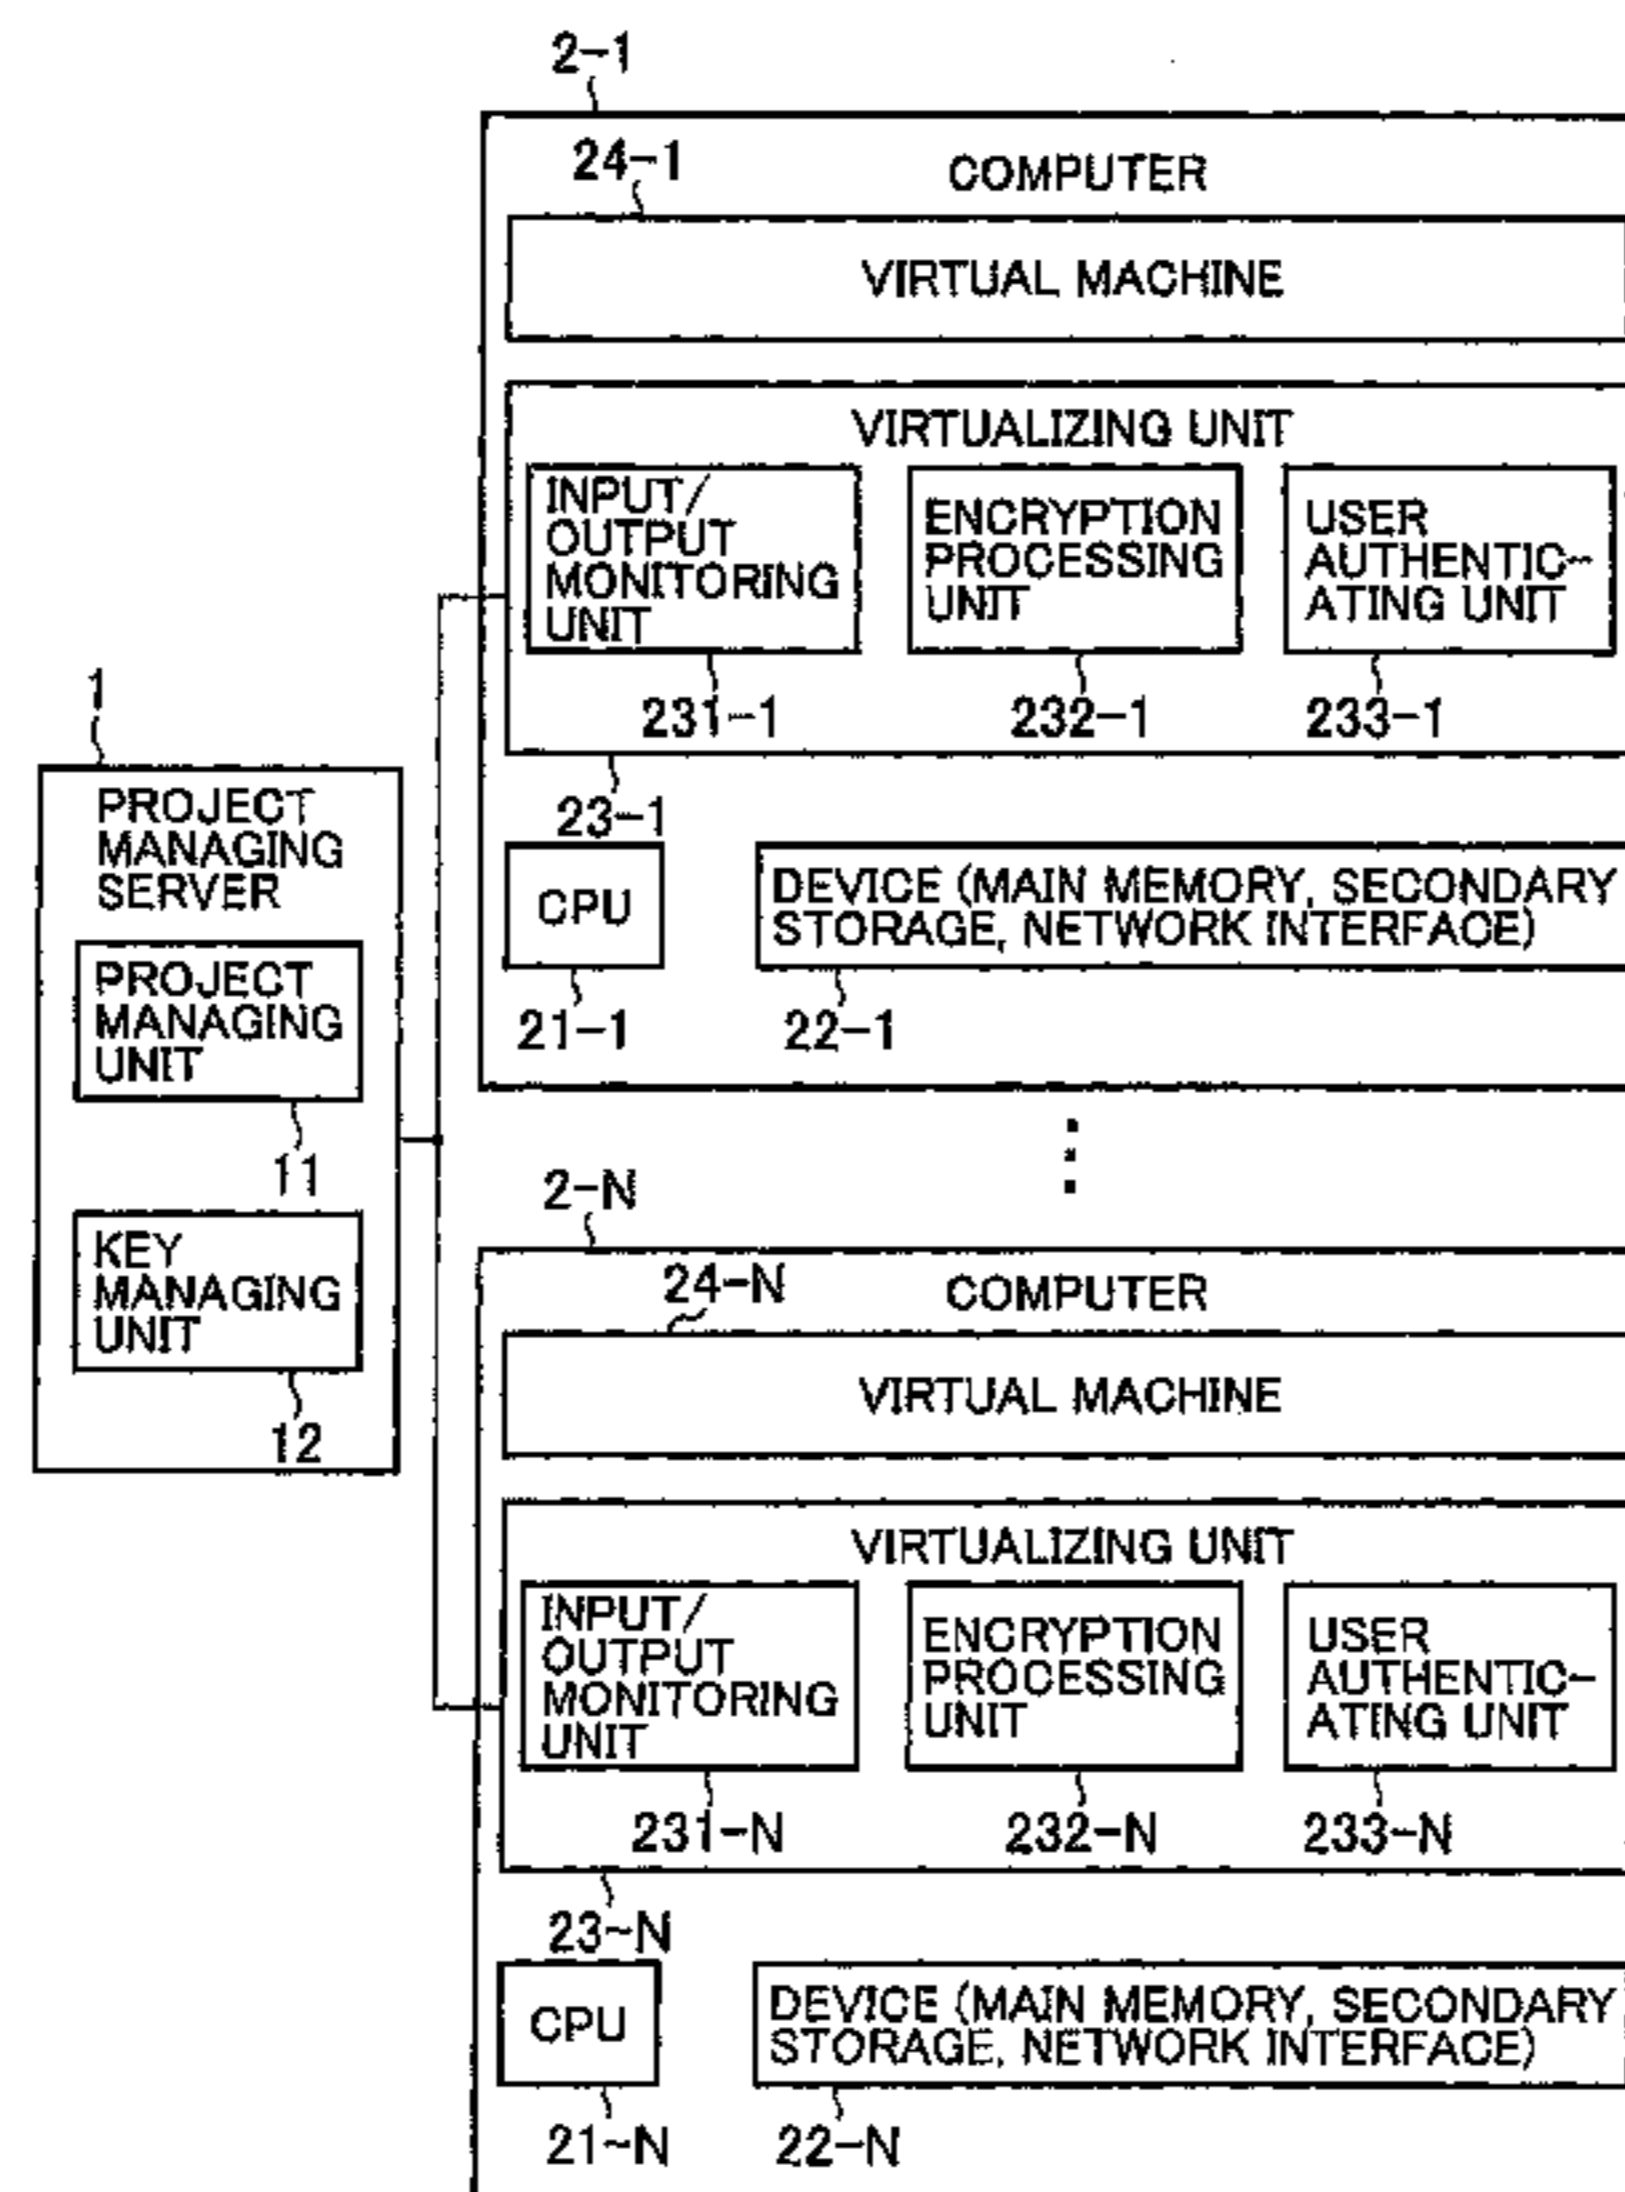 2-1
24-1
COMPUTER
VIRTUAL MACHINE
VIRTUALIZING UNIT
INPUT/
OUTPUT
MONITORING
UNIT
ENCRYPTION
PROCESSING
UNIT
USER
AUTHENTIC-
ATING UNIT
231-1
232-1
233-1
23-1
CPU
DEVICE (MAIN MEMORY, SECONDARY
STORAGE, NETWORK INTERFACE)
21-1
22-1
1
PROJECT
MANAGING
SERVER
PROJECT
MANAGING
UNIT
11
KEY
MANAGING
UNIT
12
2-N
24-N
COMPUTER
VIRTUAL MACHINE
VIRTUALIZING UNIT
INPUT/
OUTPUT
MONITORING
UNIT
ENCRYPTION
PROCESSING
UNIT
USER
AUTHENTIC-
ATING UNIT
231-N
232-N
233-N
23-N
CPU
DEVICE (MAIN MEMORY, SECONDARY
STORAGE, NETWORK INTERFACE)
21-N
22-N